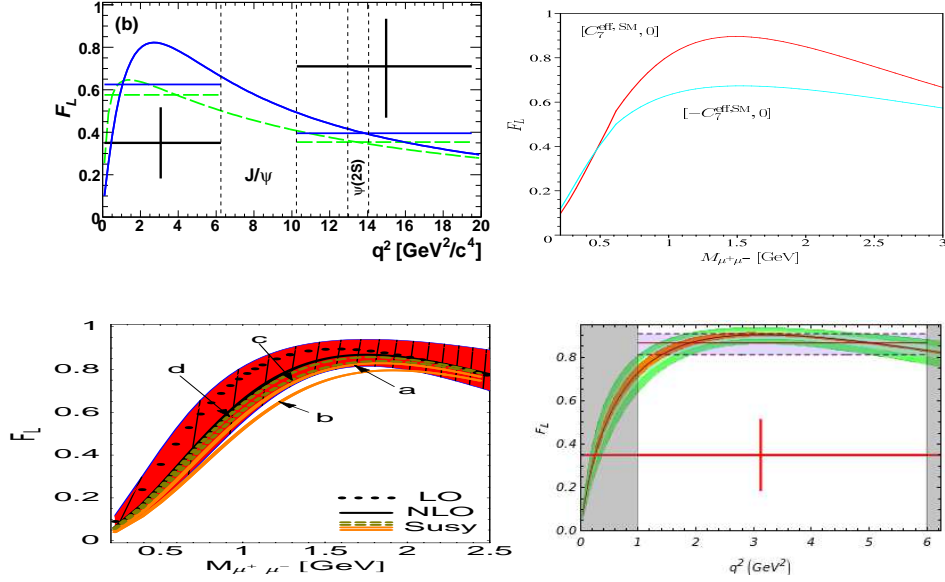 (b)
F_L
1
0.8
0.6
0.4
0.2
0
J/ψ
ψ(2S)
0 2 4 6 8 10 12 14 16 18 20
q² [GeV²/c⁴]
[C₇^eff,SM, 0]
[-C₇^eff,SM, 0]
F_L
1
0.8
0.6
0.4
0.2
0
0.5 1 1.5 2 2.5 3
M_μ⁺μ⁻ [GeV]
1
0.8
0.6
0.4
0.2
0
F_L
c
d
a
b
LO
NLO
Susy
0.5 1 1.5 2 2.5
M_μ⁺ μ⁻ [GeV]
F_L
0.8
0.6
0.4
0.2
0.0
0 1 2 3 4 5 6
q² (GeV²)